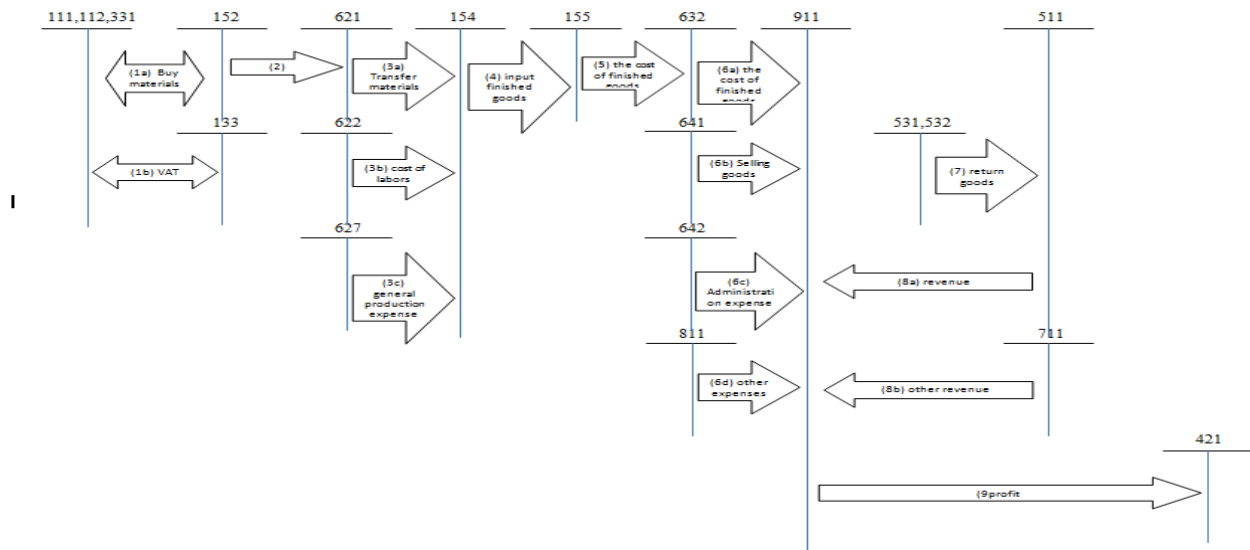 111,112,331
152
621
154
155
632
911
511
(1a) Buy
materials
(2)
(3a)
Transfer
materials
(4) input
finished
goods
(5) the cost
of finished
goods
(6a) the
cost of
finished
goods
133
622
641
531,532
(1b) VAT
(3b) cost of
labors
(6b) Selling
goods
(7) return
goods
I
627
642
(3c)
general
production
expense
(6c)
Administrati
on expense
(8a) revenue
811
711
(6d) other
expenses
(8b) other revenue
421
(9profit